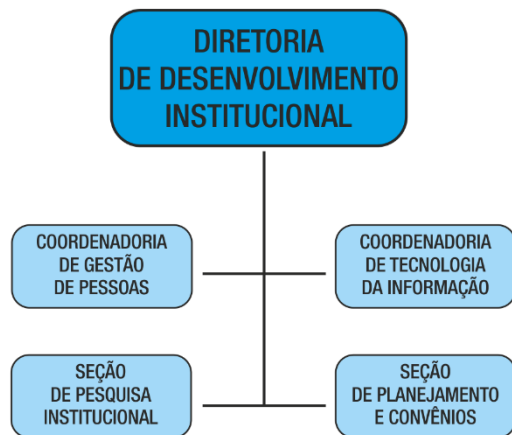 DIRETORIA
DE DESENVOLVIMENTO
INSTITUCIONAL
COORDENADORIA
DE GESTÃO
DE PESSOAS
COORDENADORIA
DE TECNOLOGIA
DA INFORMAÇÃO
SEÇÃO
DE PESQUISA
INSTITUCIONAL
SEÇÃO
DE PLANEJAMENTO
E CONVÊNIOS